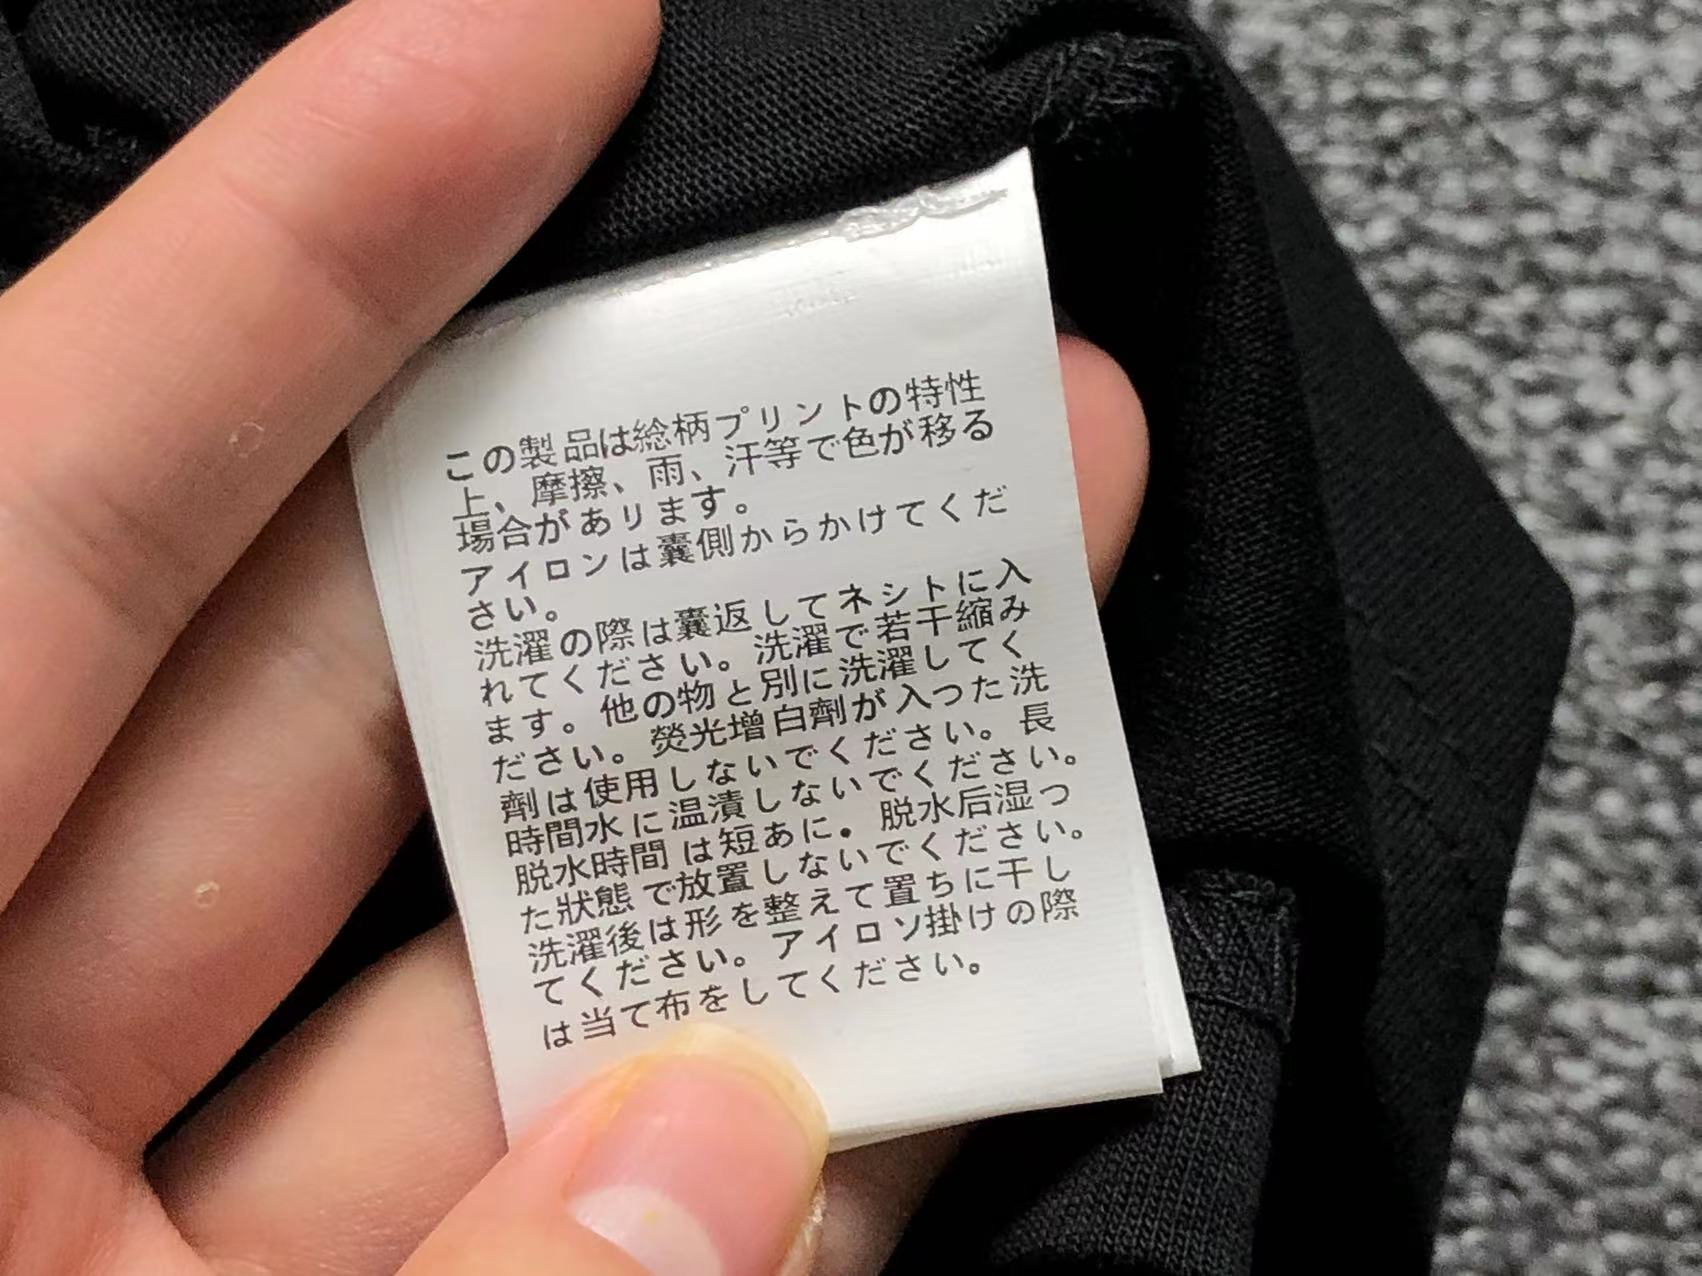 この製品は総柄プリントの特性
上、摩擦、雨、汗等で色が移る
場合があリます。
アイロンは嚢側からかけてくだ
さい。
洗濯の際は嚢返してネシトに入
れてください。洗濯で若干縮み
ます。他の物と別に洗濯してく
ださい。熒光増白劑が入つた洗
劑は使用しないでください。長
時間水に温漬しないでください。
脱水時間は短あに。脱水后湿つ
た狀態で放置しないでください。
洗濯後は形を整えて置ちに干し
てください。アイロソ掛けの際
は当て布をしてください。